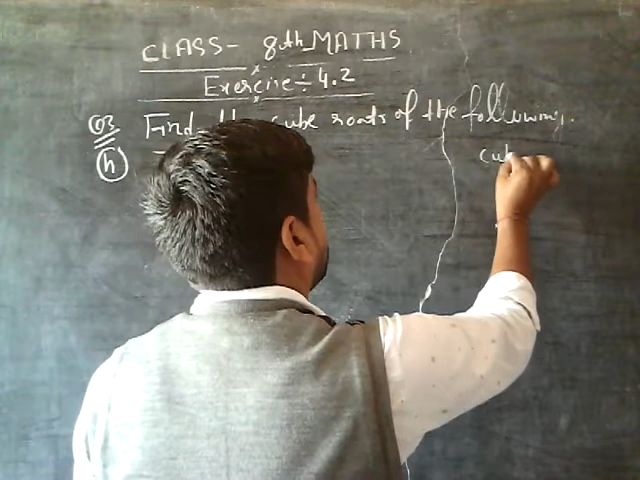 CLASS- 8th MATHS
Exercise÷ 4.2
Q3 Find the cube roots of the following.
(h) cub